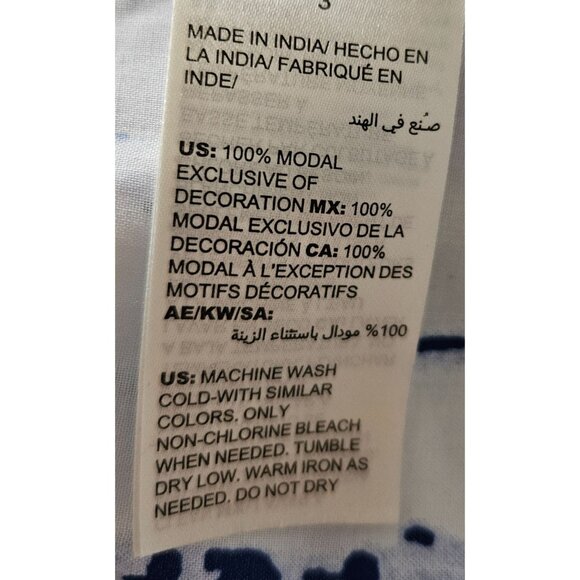 3
MADE IN INDIA/ HECHO EN
LA INDIA/ FABRIQUÉ EN
INDE/
صُنع في الهند
US: 100% MODAL
EXCLUSIVE OF
DECORATION MX: 100%
MODAL EXCLUSIVO DE LA
DECORACIÓN CA: 100%
MODAL À L'EXCEPTION DES
MOTIFS DÉCORATIFS
AE/KW/SA:
100% مودال باستثناء الزينة
US: MACHINE WASH
COLD-WITH SIMILAR
COLORS. ONLY
NON-CHLORINE BLEACH
WHEN NEEDED. TUMBLE
DRY LOW. WARM IRON AS
NEEDED. DO NOT DRY